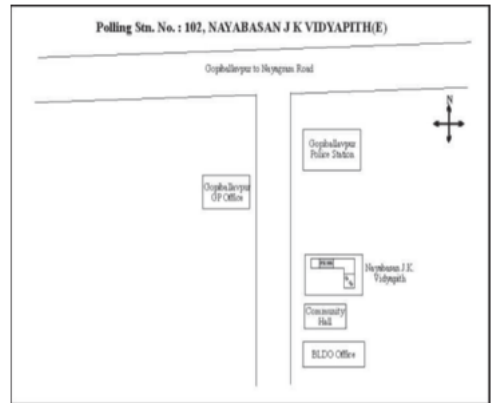 Polling Stn. No. : 102, NAYABASAN J K VIDYAPITH(E)
Gopiballavpur to Nayagram Road
N
Gopiballavpur
Police Station
Gopiballavpur
GP Office
Nayabasan J.K.
Vidyapith
Community
Hall
BLDO Office